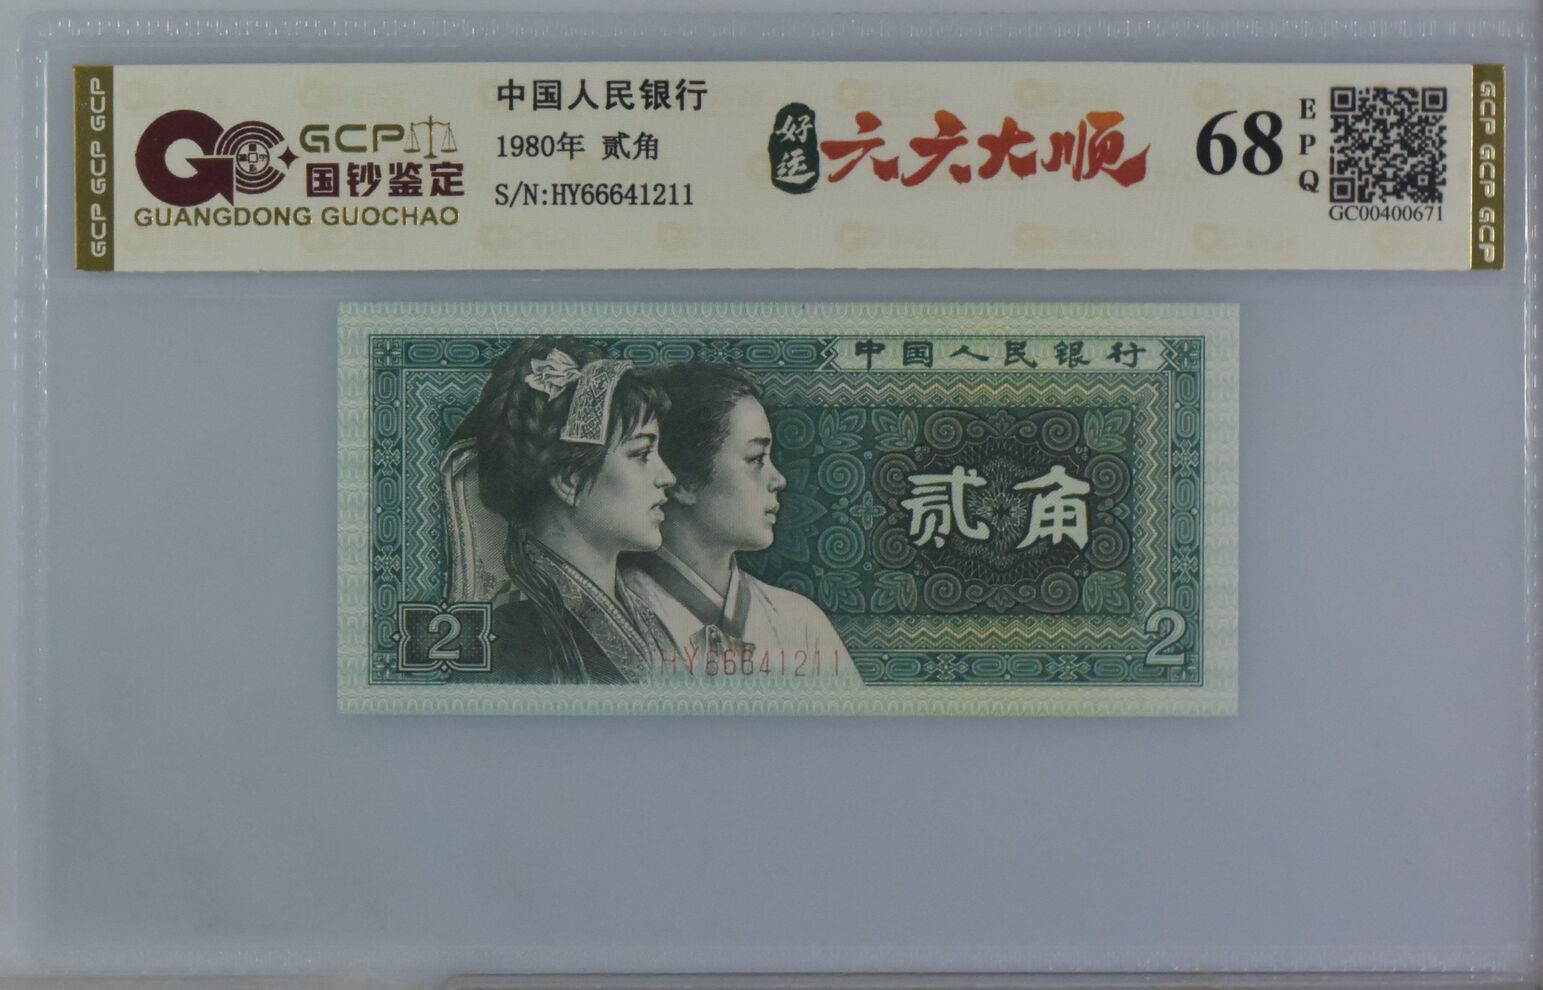 GCP GCP GCP
GCP
国钞鉴定
GUANGDONG GUOCHAO
中国人民银行
1980年 贰角
S/N:HY66641211
好运
六六大顺
68
EPQ
GC00400671
GCP GCP GCP GCP
中国人民银行
贰角
2
2
HY66641211